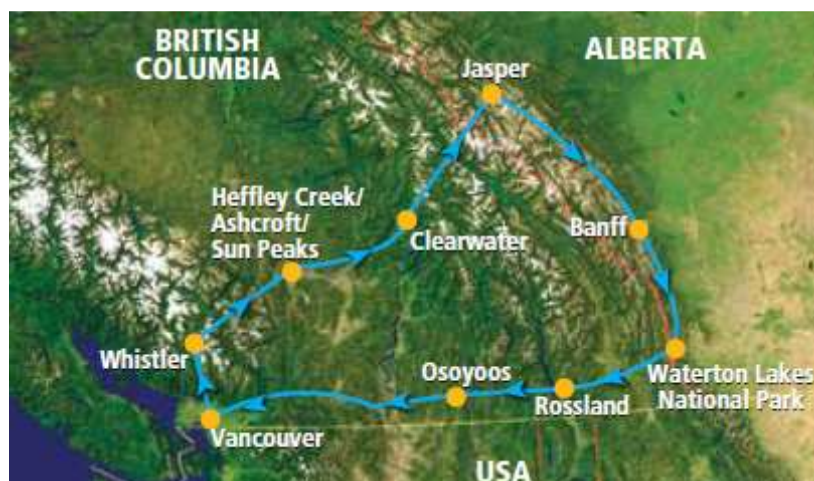 BRITISH
COLUMBIA
ALBERTA
Jasper
Heffley Creek/
Ashcroft/
Sun Peaks
Clearwater
Banff
Whistler
Osoyoos
Waterton Lakes
National Park
Rossland
Vancouver
USA